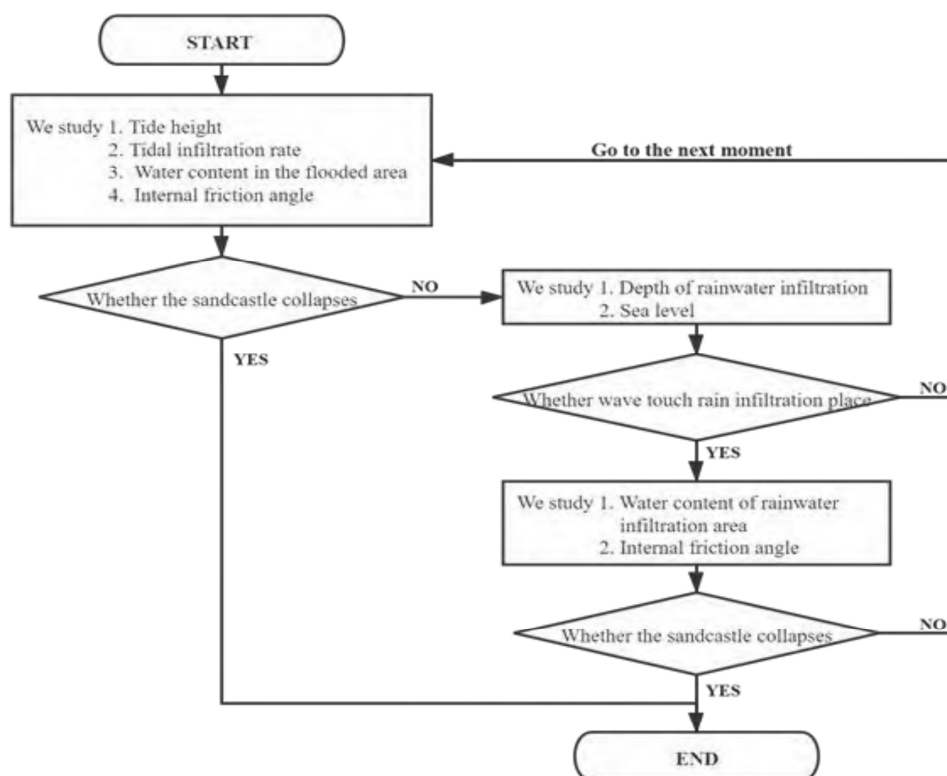 START
We study 1. Tide height
2. Tidal infiltration rate
3. Water content in the flooded area
4. Internal friction angle
Go to the next moment
Whether the sandcastle collapses
NO
YES
We study 1. Depth of rainwater infiltration
2. Sea level
Whether wave touch rain infiltration place
NO
YES
We study 1. Water content of rainwater
infiltration area
2. Internal friction angle
Whether the sandcastle collapses
NO
YES
END